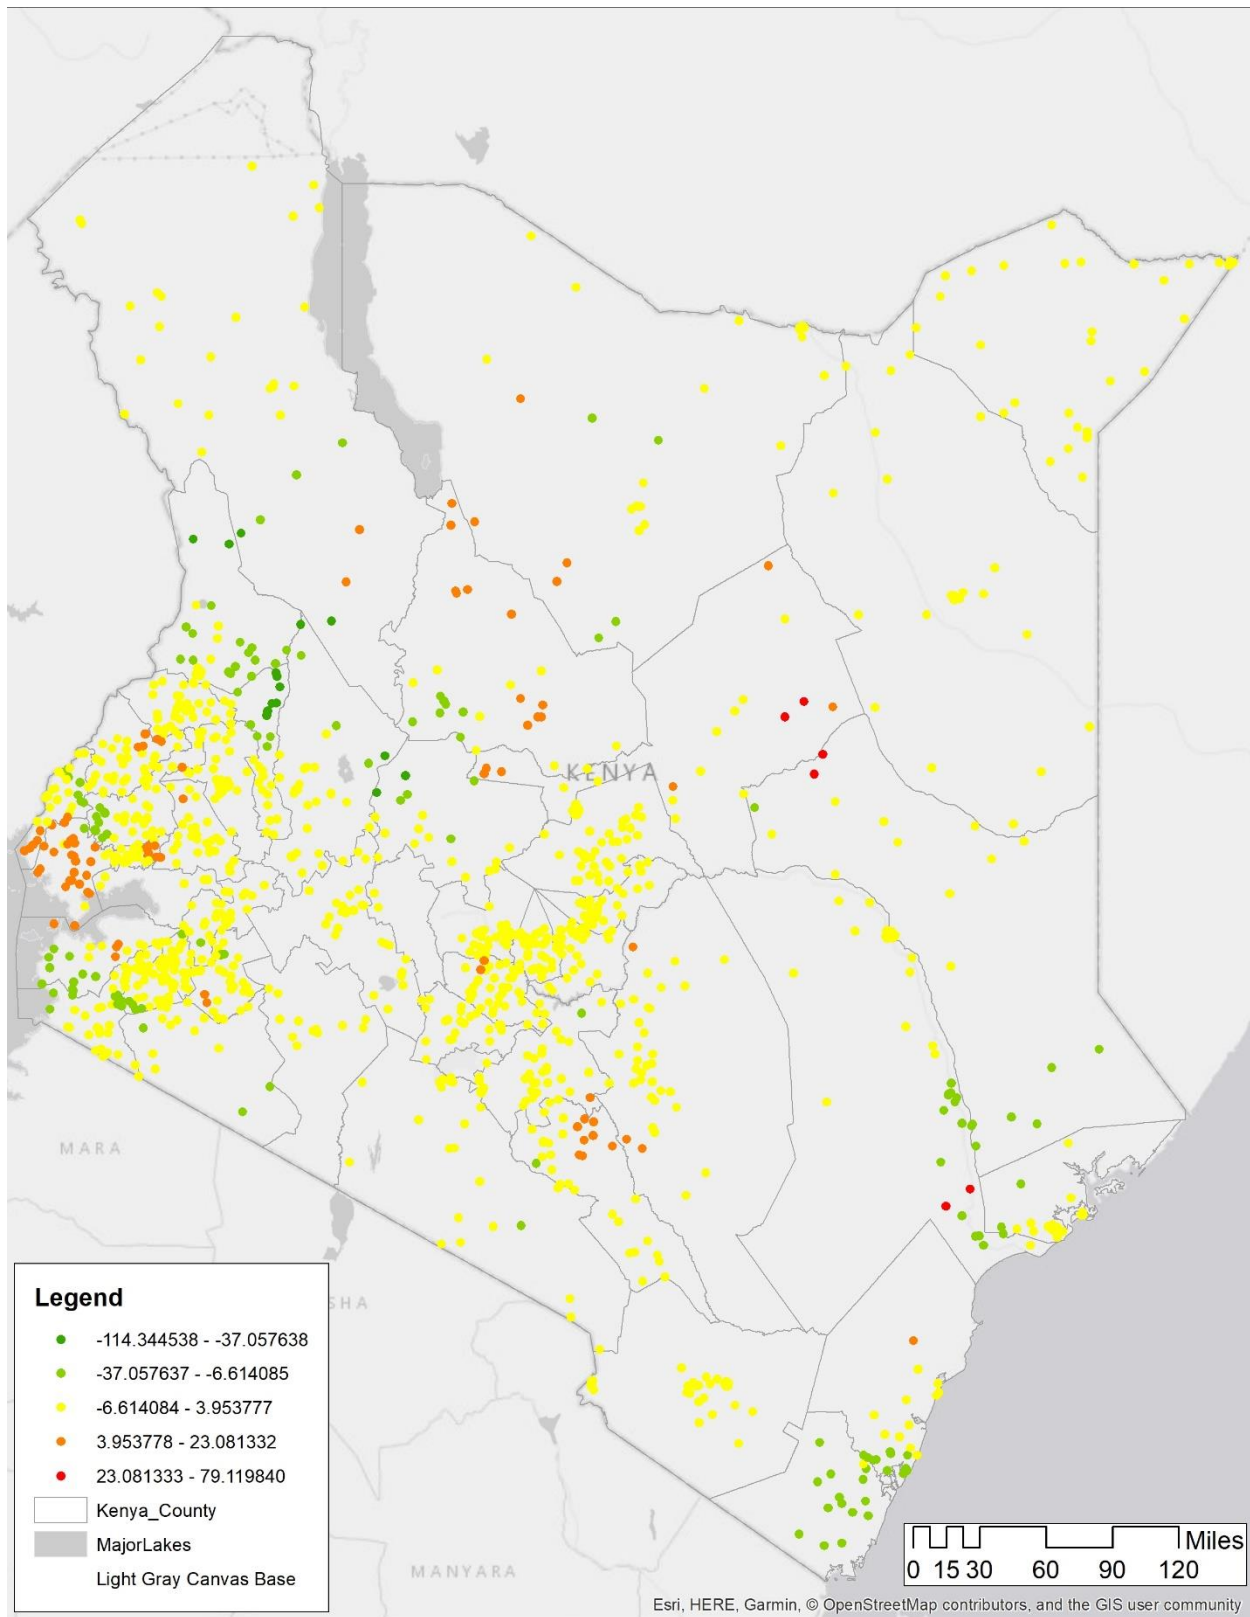 KENYA
MARA
SHA
MANYARA
Legend
-114.344538 - -37.057638
-37.057637 - -6.614085
-6.614084 - 3.953777
3.953778 - 23.081332
23.081333 - 79.119840
Kenya_County
MajorLakes
Light Gray Canvas Base
Miles
0 15 30 60 90 120
Esri, HERE, Garmin, © OpenStreetMap contributors, and the GIS user community